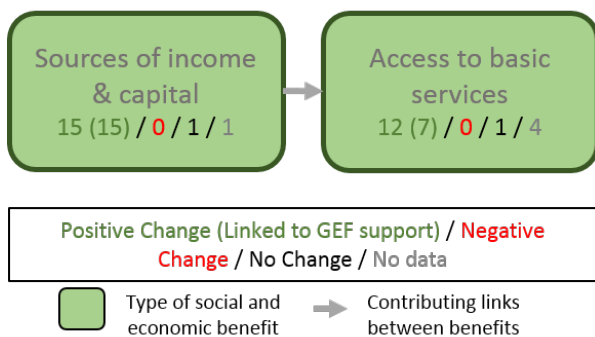 Sources of income
& capital
15 (15) / 0 / 1 / 1
Access to basic
services
12 (7) / 0 / 1 / 4
Positive Change (Linked to GEF support) / Negative
Change / No Change / No data
Type of social and
economic benefit
Contributing links
between benefits